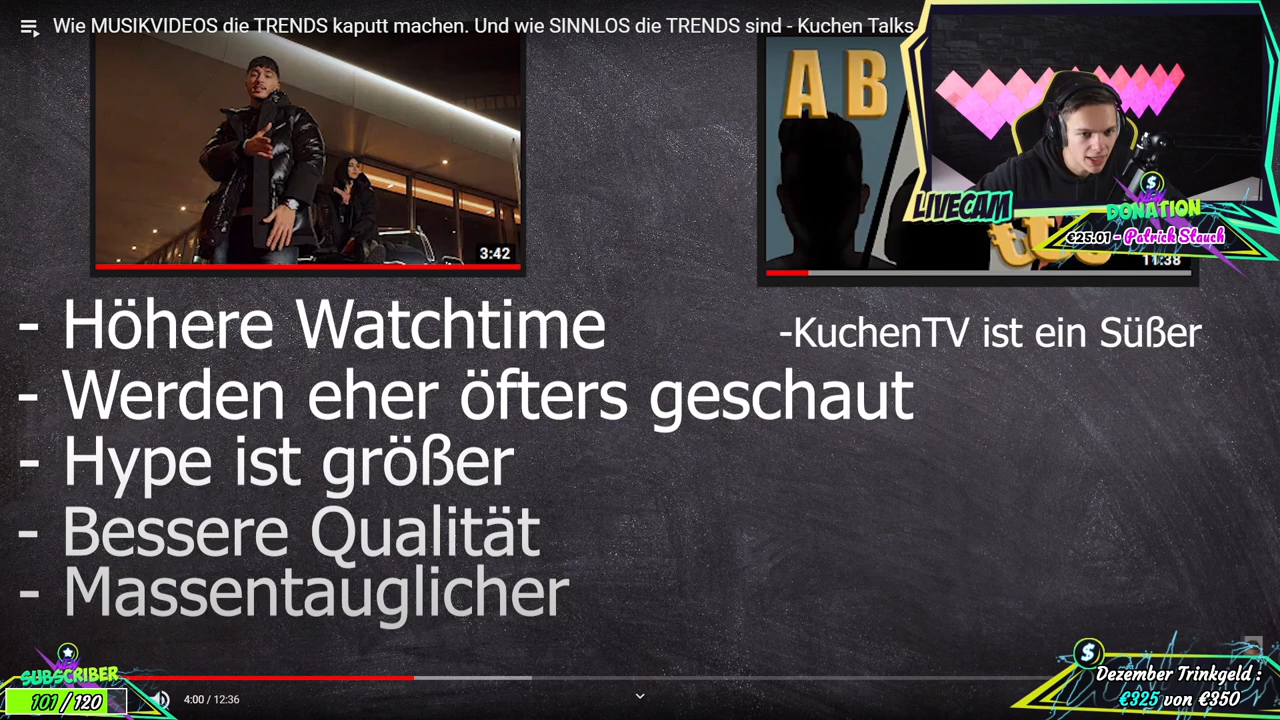 Wie MUSIKVIDEOS die TRENDS kaputt machen. Und wie SINNLOS die TRENDS sind - Kuchen Talks
AB
3:42
LIVECAM
NEW
DONATION
€25.01 - Patrick Stauch
11:38
- Höhere Watchtime
-KuchenTV ist ein Süßer
- Werden eher öfters geschaut
- Hype ist größer
- Bessere Qualität
- Massentauglicher
NEW
SUBSCRIBER
101 / 120
4:00 / 12:36
$
Dezember Trinkgeld :
€325 von €350